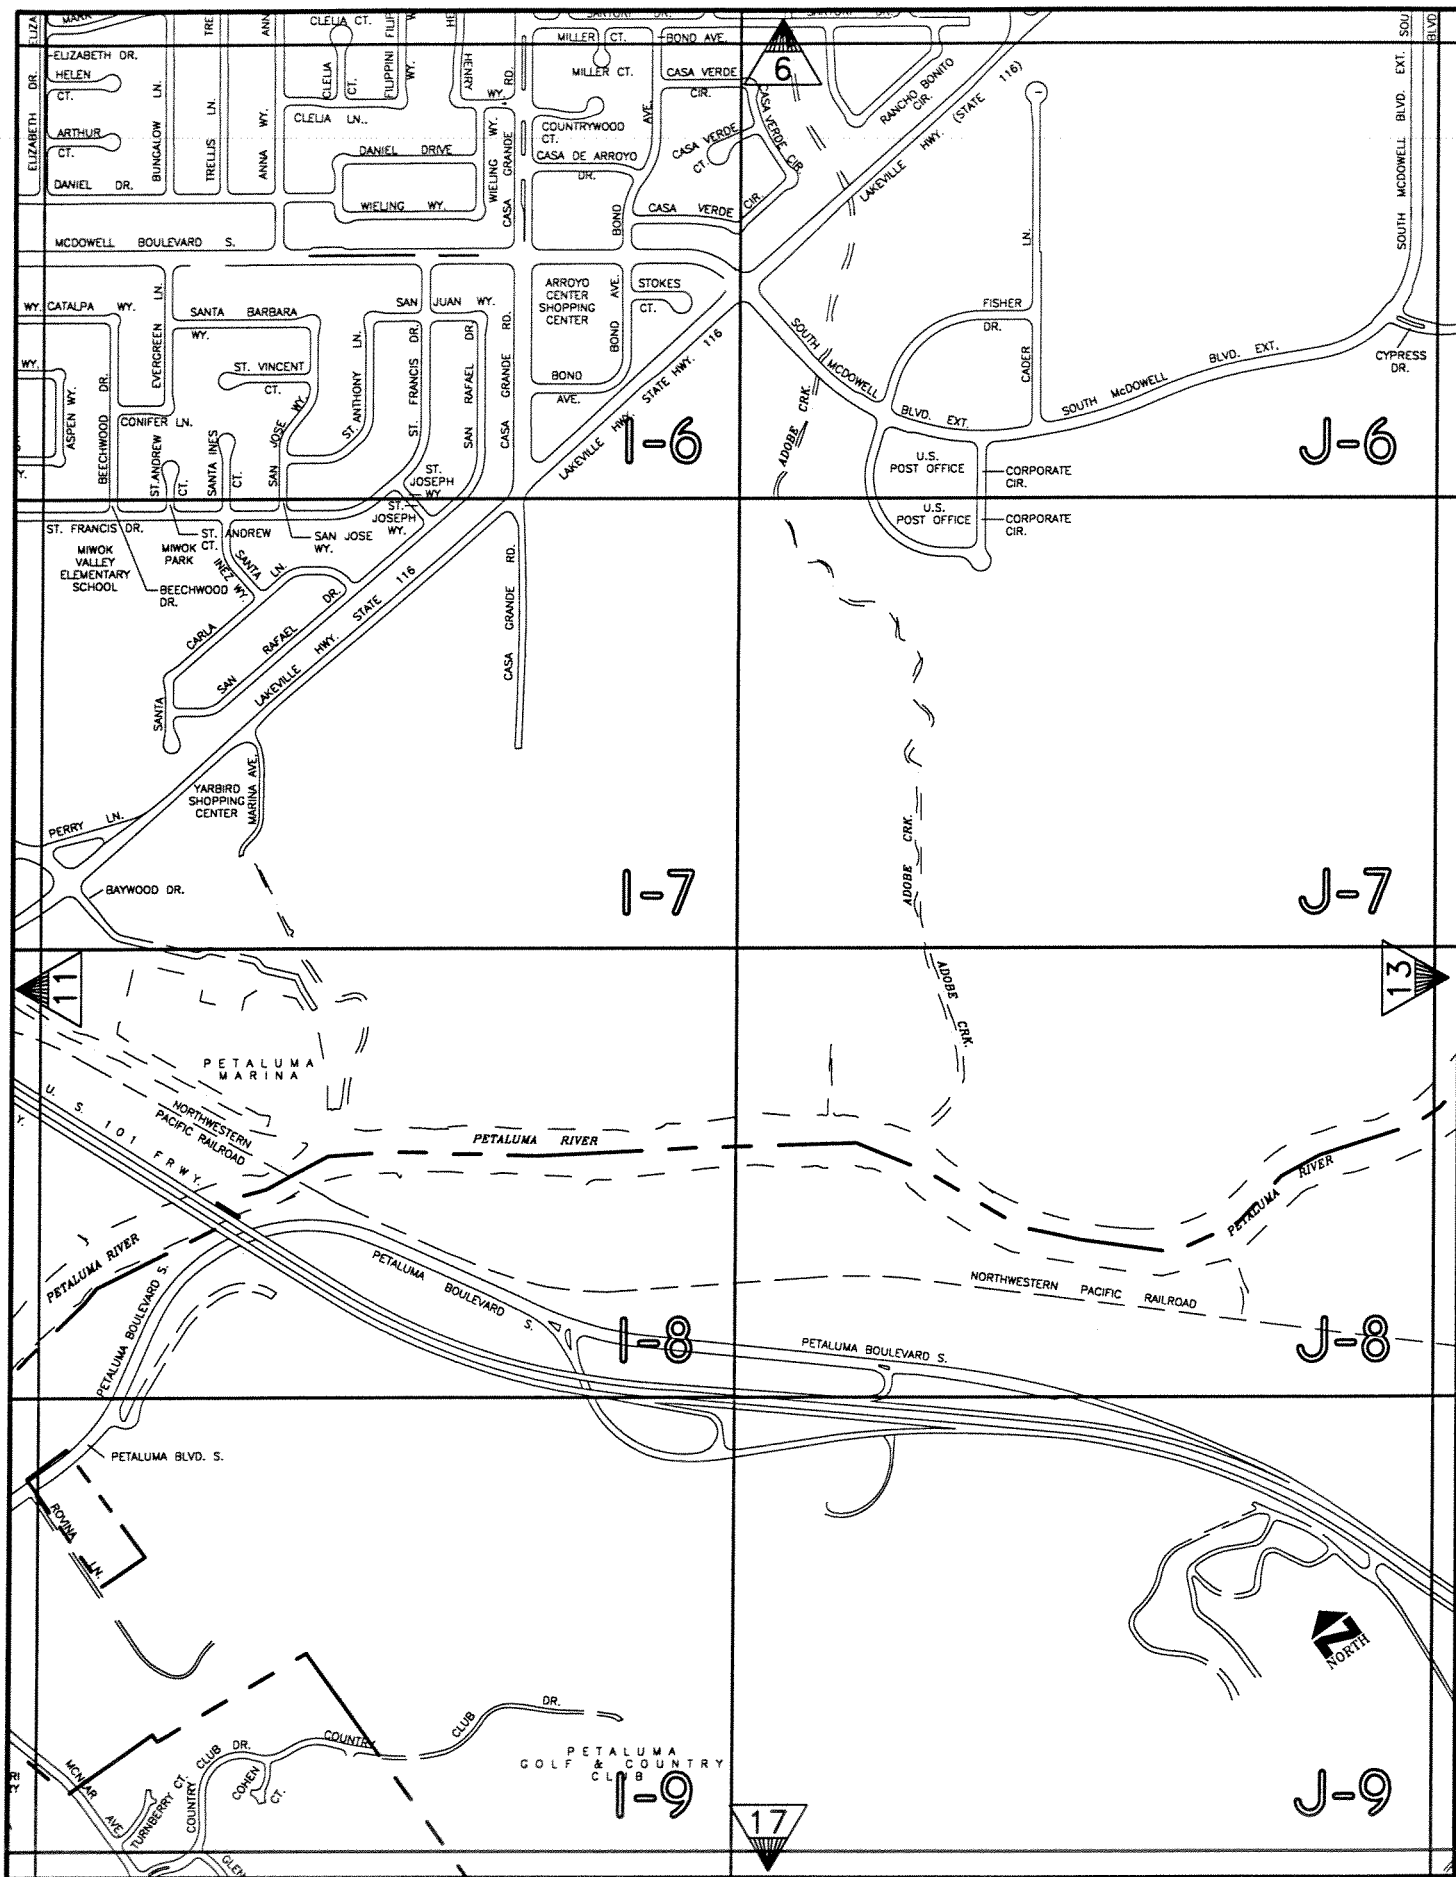 MARK
ELIZABETH DR.
ELIZABETH DR.
HELEN
CT.
ARTHUR
CT.
DANIEL DR.
BUNGALOW LN.
TRELLIS LN.
ANNA WY.
CLELIA CT.
CLELIA
CT.
FILIPPINI
WY.
CLELIA LN..
HENRY
WY.
DANIEL DRIVE
WIELING WY.
WIELING WY.
CASA GRANDE
RD.
MILLER CT.
MILLER CT.
BOND AVE.
CASA VERDE
CIR.
COUNTRYWOOD
CT.
CASA DE ARROYO
DR.
AVE.
BOND
CASA VERDE
CT.
CASA VERDE CIR.
CASA VERDE
CIR.
6
RANCHO BONITO
CIR.
LAKEVILLE HWY. (STATE 116)
SOUTH MCDOWELL BLVD. EXT.
BLVD
MCDOWELL BOULEVARD S.
WY.
CATALPA WY.
EVERGREEN LN.
SANTA BARBARA
WY.
SAN JUAN WY.
ARROYO
CENTER
SHOPPING
CENTER
BOND AVE.
STOKES
CT.
LN.
FISHER
DR.
CADER
CYPRESS
DR.
WY.
ASPEN WY.
BEECHWOOD DR.
ST. VINCENT
CT.
ST. ANTHONY LN.
ST. FRANCIS DR.
SAN RAFAEL DR.
CASA GRANDE RD.
BOND
AVE.
LAKEVILLE HWY. STATE HWY. 116
SOUTH MCDOWELL
BLVD. EXT.
SOUTH McDOWELL BLVD. EXT.
CONIFER LN.
ST.ANDREW
CT.
SANTA INES
CT.
SAN JOSE WY.
ST.
JOSEPH
WY
I-6
ADOBE CRK.
U.S.
POST OFFICE
CORPORATE
CIR.
J-6
ST. FRANCIS DR.
MIWOK
VALLEY
ELEMENTARY
SCHOOL
MIWOK
PARK
ST. ANDREW
CT.
SAN JOSE
WY.
ST.
JOSEPH
WY.
BEECHWOOD
DR.
SANTA
INEZ WY.
LN.
CARLA
SANTA
SAN RAFAEL DR.
LAKEVILLE HWY. STATE 116
CASA GRANDE RD.
U.S.
POST OFFICE
CORPORATE
CIR.
YARBIRD
SHOPPING
CENTER
MARINA AVE.
PERRY LN.
BAYWOOD DR.
I-7
ADOBE CRK.
J-7
11
13
ADOBE CRK.
PETALUMA
MARINA
U. S. 101 FRWY.
Y.
NORTHWESTERN
PACIFIC RAILROAD
PETALUMA RIVER
PETALUMA RIVER
PETALUMA RIVER
PETALUMA BOULEVARD S.
PETALUMA BOULEVARD S.
NORTHWESTERN PACIFIC RAILROAD
I-8
PETALUMA BOULEVARD S.
J-8
PETALUMA BLVD. S.
ROVINA LN.
N
NORTH
MCNEAR AVE.
TURNBERRY CT.
COUNTRY CLUB DR.
COHEN CT.
COUNTRY CLUB DR.
GLEN
PETALUMA
GOLF & COUNTRY
CLUB
I-9
17
J-9